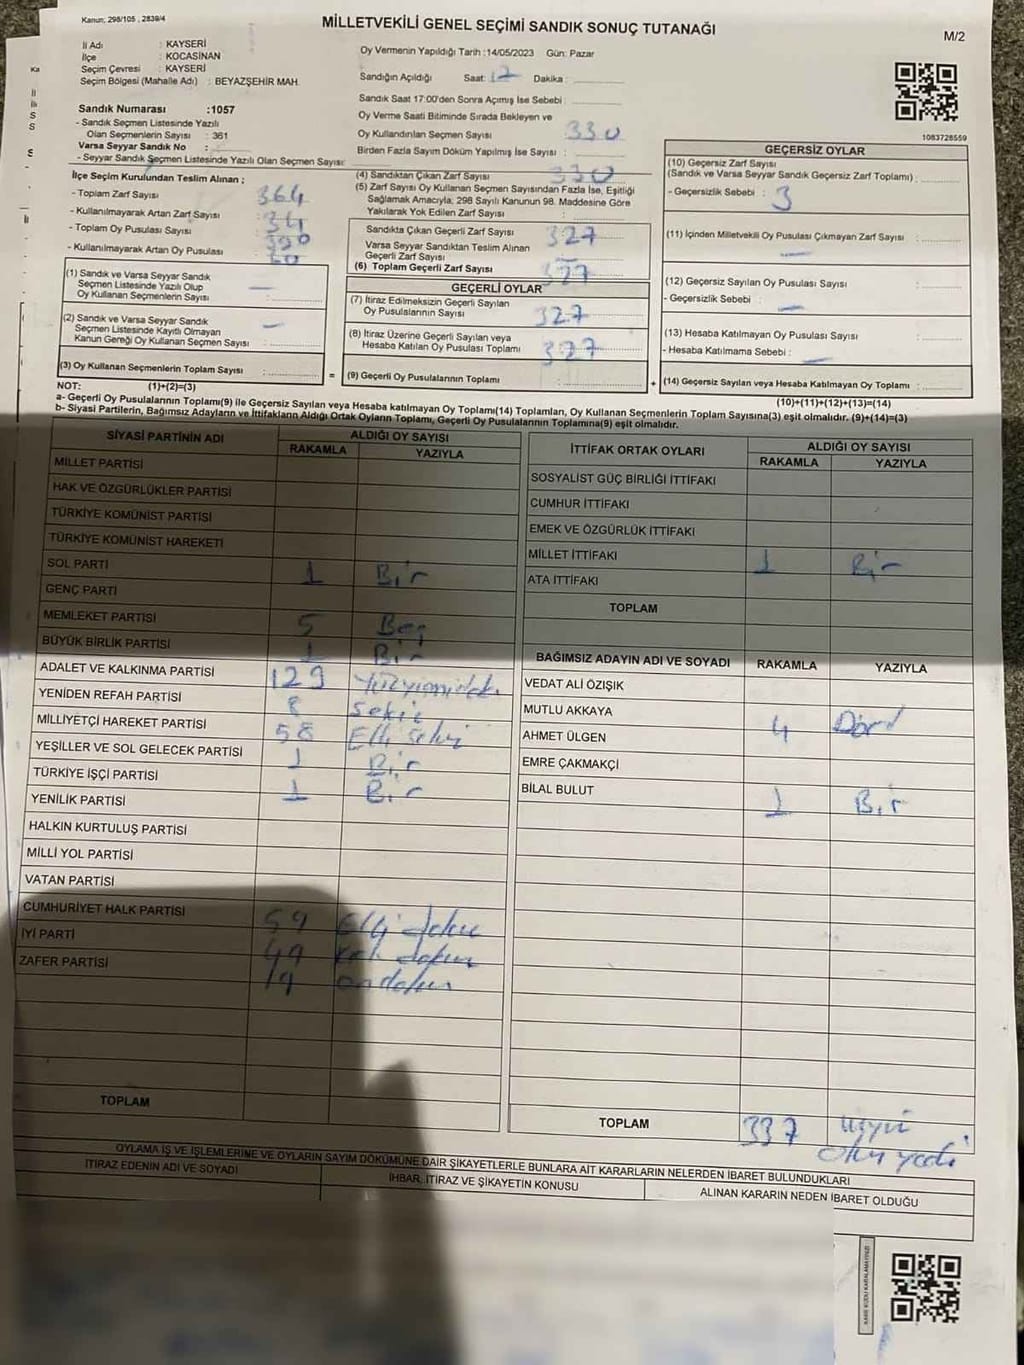 Kanun; 298/105 , 2839/4
MİLLETVEKİLİ GENEL SEÇİMİ SANDIK SONUÇ TUTANAĞI
M/2
İl Adı : KAYSERİ
İlçe : KOCASİNAN
Seçim Çevresi : KAYSERİ
Seçim Bölgesi (Mahalle Adı) : BEYAZŞEHİR MAH.
Sandık Numarası :1057
- Sandık Seçmen Listesinde Yazılı
Olan Seçmenlerin Sayısı : 361
Varsa Seyyar Sandık No :
- Seyyar Sandık Seçmen Listesinde Yazılı Olan Seçmen Sayısı:
Oy Vermenin Yapıldığı Tarih :14/05/2023 Gün: Pazar
Sandığın Açıldığı Saat: 17 Dakika :
Sandık Saat 17:00'den Sonra Açımış İse Sebebi :
Oy Verme Saati Bitiminde Sırada Bekleyen ve
Oy Kullandırılan Seçmen Sayısı : 330
Birden Fazla Sayım Döküm Yapılmış İse Sayısı :
1083728559
İlçe Seçim Kurulundan Teslim Alınan ;
- Toplam Zarf Sayısı 364
- Kullanılmayarak Artan Zarf Sayısı 34
- Toplam Oy Pusulası Sayısı
- Kullanılmayarak Artan Oy Pusulası
(1) Sandık ve Varsa Seyyar Sandık
Seçmen Listesinde Yazılı Olup
Oy Kullanan Seçmenlerin Sayısı : —
(2) Sandık ve Varsa Seyyar Sandık
Seçmen Listesinde Kayıtlı Olmayan
Kanun Gereği Oy Kullanan Seçmen Sayısı : —
(3) Oy Kullanan Seçmenlerin Toplam Sayısı :
(4) Sandıktan Çıkan Zarf Sayısı 330
(5) Zarf Sayısı Oy Kullanan Seçmen Sayısından Fazla İse, Eşitliği
Sağlamak Amacıyla, 298 Sayılı Kanunun 98. Maddesine Göre
Yakılarak Yok Edilen Zarf Sayısı :
Sandıkta Çıkan Geçerli Zarf Sayısı : 327
Varsa Seyyar Sandıktan Teslim Alınan
Geçerli Zarf Sayısı : —
(6) Toplam Geçerli Zarf Sayısı 327
GEÇERLİ OYLAR
(7) İtiraz Edilmeksizin Geçerli Sayılan
Oy Pusulalarının Sayısı : 327
(8) İtiraz Üzerine Geçerli Sayılan veya
Hesaba Katılan Oy Pusulası Toplamı : 327
= (9) Geçerli Oy Pusulalarının Toplamı
GEÇERSİZ OYLAR
(10) Geçersiz Zarf Sayısı
(Sandık ve Varsa Seyyar Sandık Geçersiz Zarf Toplamı) :
- Geçersizlik Sebebi : 3
(11) İçinden Milletvekili Oy Pusulası Çıkmayan Zarf Sayısı :
—
(12) Geçersiz Sayılan Oy Pusulası Sayısı :
- Geçersizlik Sebebi : —
(13) Hesaba Katılmayan Oy Pusulası Sayısı :
- Hesaba Katılmama Sebebi : —
+ (14) Geçersiz Sayılan veya Hesaba Katılmayan Oy Toplamı :
NOT: (1)+(2)=(3)
(10)+(11)+(12)+(13)=(14)
a- Geçerli Oy Pusulalarının Toplamı(9) ile Geçersiz Sayılan veya Hesaba katılmayan Oy Toplamı(14) Toplamları, Oy Kullanan Seçmenlerin Toplam Sayısına(3) eşit olmalıdır. (9)+(14)=(3)
b- Siyasi Partilerin, Bağımsız Adayların ve İttifakların Aldığı Ortak Oyların Toplamı, Geçerli Oy Pusulalarının Toplamına(9) eşit olmalıdır.
SİYASİ PARTİNİN ADI ALDIĞI OY SAYISI
RAKAMLA YAZIYLA
MİLLET PARTİSİ
HAK VE ÖZGÜRLÜKLER PARTİSİ
TÜRKİYE KOMÜNİST PARTİSİ
TÜRKİYE KOMÜNİST HAREKETİ
SOL PARTİ 1 Bir
GENÇ PARTİ
MEMLEKET PARTİSİ 5 Beş
BÜYÜK BİRLİK PARTİSİ 1 Bir
ADALET VE KALKINMA PARTİSİ 129
YENİDEN REFAH PARTİSİ 8 Sekiz
MİLLİYETÇİ HAREKET PARTİSİ 58 Elli Sekiz
YEŞİLLER VE SOL GELECEK PARTİSİ 1 Bir
TÜRKİYE İŞÇİ PARTİSİ 1 Bir
YENİLİK PARTİSİ
HALKIN KURTULUŞ PARTİSİ
MİLLİ YOL PARTİSİ
VATAN PARTİSİ
CUMHURİYET HALK PARTİSİ 59 Elli dokuz
İYİ PARTİ 49 Kırk dokuz
ZAFER PARTİSİ 19 on dokuz
TOPLAM
İTTİFAK ORTAK OYLARI ALDIĞI OY SAYISI
RAKAMLA YAZIYLA
SOSYALİST GÜÇ BİRLİĞİ İTTİFAKI
CUMHUR İTTİFAKI
EMEK VE ÖZGÜRLÜK İTTİFAKI
MİLLET İTTİFAKI 1 Bir
ATA İTTİFAKI
TOPLAM
BAĞIMSIZ ADAYIN ADI VE SOYADI RAKAMLA YAZIYLA
VEDAT ALİ ÖZIŞIK
MUTLU AKKAYA 4 Dört
AHMET ÜLGEN
EMRE ÇAKMAKÇI
BİLAL BULUT 1 Bir
TOPLAM 337 üçyüz
otuz yedi
OYLAMA İŞ VE İŞLEMLERİNE VE OYLARIN SAYIM DÖKÜMÜNE DAİR ŞİKAYETLERLE BUNLARA AİT KARARLARIN NELERDEN İBARET BULUNDUKLARI
İTİRAZ EDENİN ADI VE SOYADI
İHBAR, İTİRAZ VE ŞİKAYETİN KONUSU
ALINAN KARARIN NEDEN İBARET OLDUĞU
KARE KODU KARALAMAYINIZ!